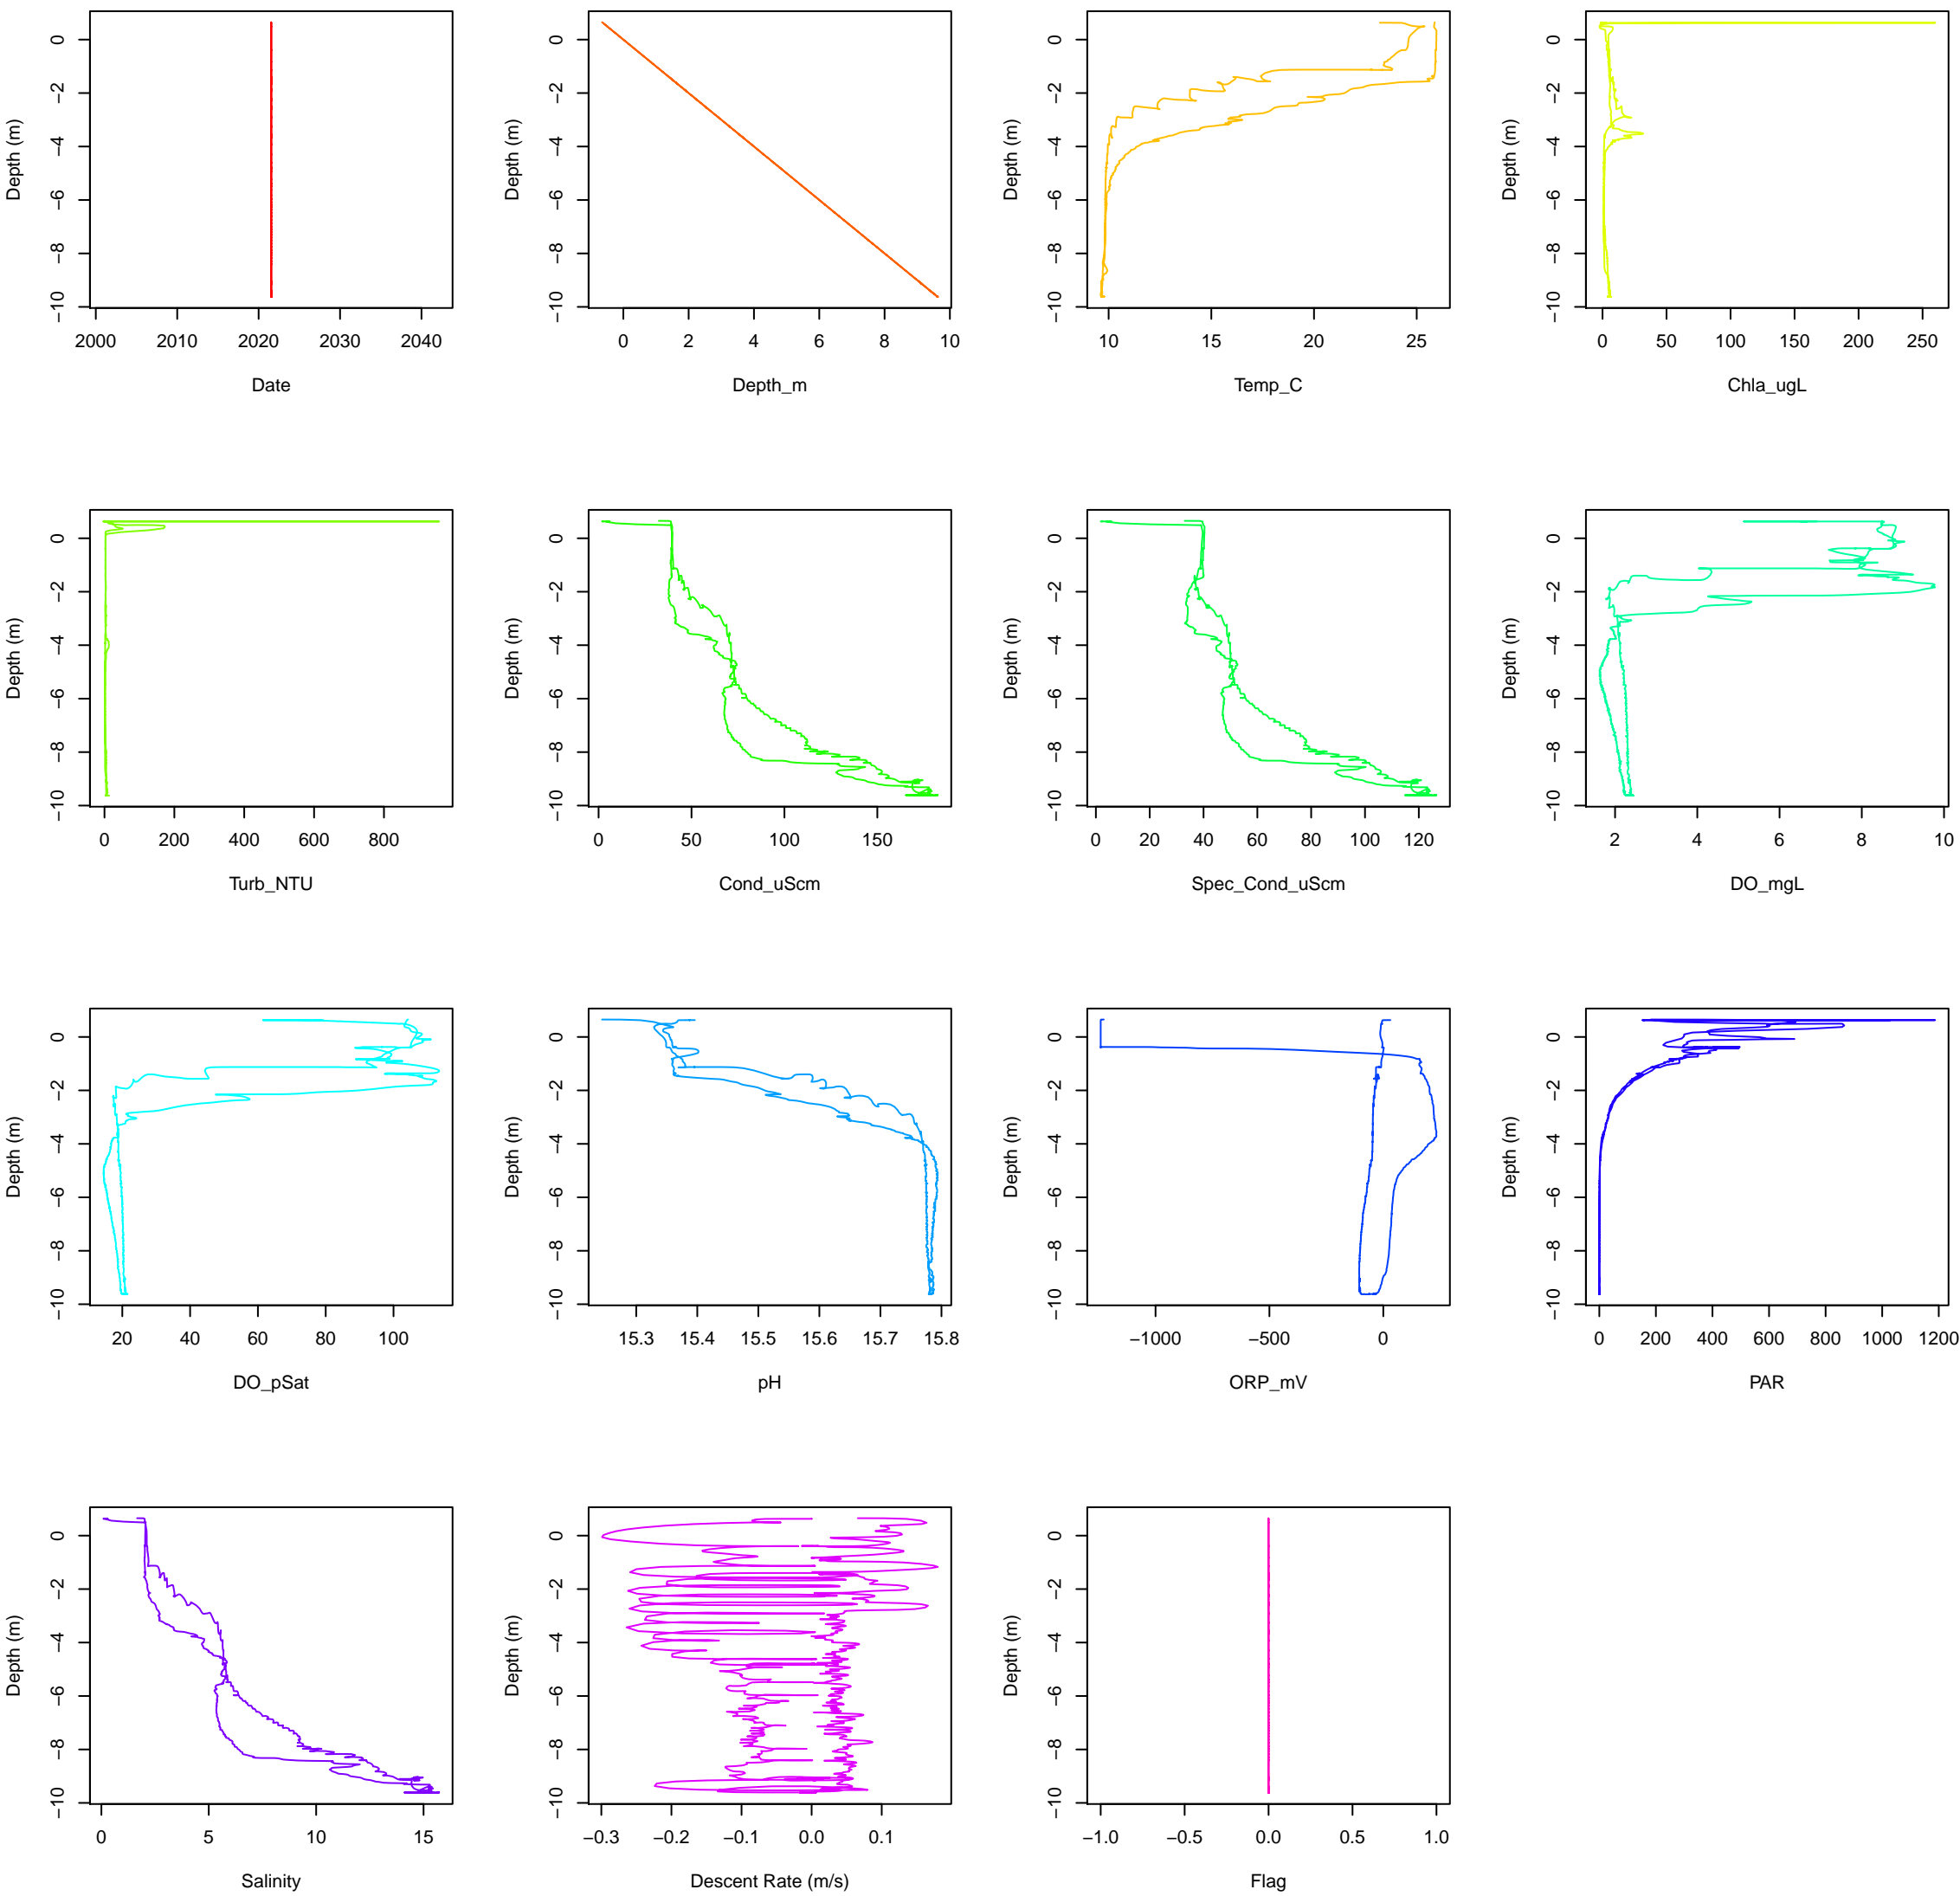 Depth (m)
0
−2
−4
−6
−8
−10
2000 2010 2020 2030 2040
Date
Depth (m)
0
−2
−4
−6
−8
−10
0 2 4 6 8 10
Depth_m
Depth (m)
0
−2
−4
−6
−8
−10
10 15 20 25
Temp_C
Depth (m)
0
−2
−4
−6
−8
−10
0 50 100 150 200 250
Chla_ugL
Depth (m)
0
−2
−4
−6
−8
−10
0 200 400 600 800
Turb_NTU
Depth (m)
0
−2
−4
−6
−8
−10
0 50 100 150
Cond_uScm
Depth (m)
0
−2
−4
−6
−8
−10
0 20 40 60 80 100 120
Spec_Cond_uScm
Depth (m)
0
−2
−4
−6
−8
−10
2 4 6 8 10
DO_mgL
Depth (m)
0
−2
−4
−6
−8
−10
20 40 60 80 100
DO_pSat
Depth (m)
0
−2
−4
−6
−8
−10
15.3 15.4 15.5 15.6 15.7 15.8
pH
Depth (m)
0
−2
−4
−6
−8
−10
−1000 −500 0
ORP_mV
Depth (m)
0
−2
−4
−6
−8
−10
0 200 400 600 800 1000 1200
PAR
Depth (m)
0
−2
−4
−6
−8
−10
0 5 10 15
Salinity
Depth (m)
0
−2
−4
−6
−8
−10
−0.3 −0.2 −0.1 0.0 0.1
Descent Rate (m/s)
Depth (m)
0
−2
−4
−6
−8
−10
−1.0 −0.5 0.0 0.5 1.0
Flag